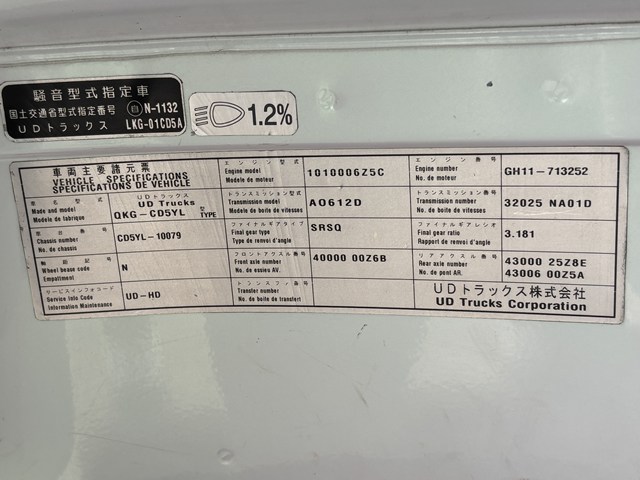 騒音型式指定車
国土交通省型式指定番号 自 N-1132
UDトラックス LKG-01CD5A
1.2%
車両主要諸元票
VEHICLE SPECIFICATIONS
SPECIFICATIONS DE VEHICLE
車名型式 UDトラックス 型
Made and model UD Trucks TYPE
Modele de fabrique QKG-CD5YL
車台番号
Chassis number CD5YL-10079
No. de chassis
軸距記号
Wheel base code N
Empattment
サービスインフォコード
Service Info Code UD-HD
Information Maintenance
エンジン型式
Engine model 1010006Z5C
Modele de moteur
トランスミッション型式
Transmission model AO612D
Modele de boite de vitesses
ファイナルギアタイプ SRSQ
Final gear type
Type de renvoi d'angle
フロントアクスル番号
Front axle number 40000 00Z6B
No. de essieu AV.
トランスファ番号
Transfer number
No. de boite de transfert
エンジン番号
Engine number GH11-713252
No. de moteur
トランスミッション番号
Transmission number 32025 NA01D
No. de boite de vitesses
ファイナルギアレシオ
Final gear ratio 3.181
Rapport de renvoi d'angle
リアアクスル番号
Rear axle number 43000 25Z8E
No. de pont AR. 43006 00Z5A
UDトラックス株式会社
UD Trucks Corporation